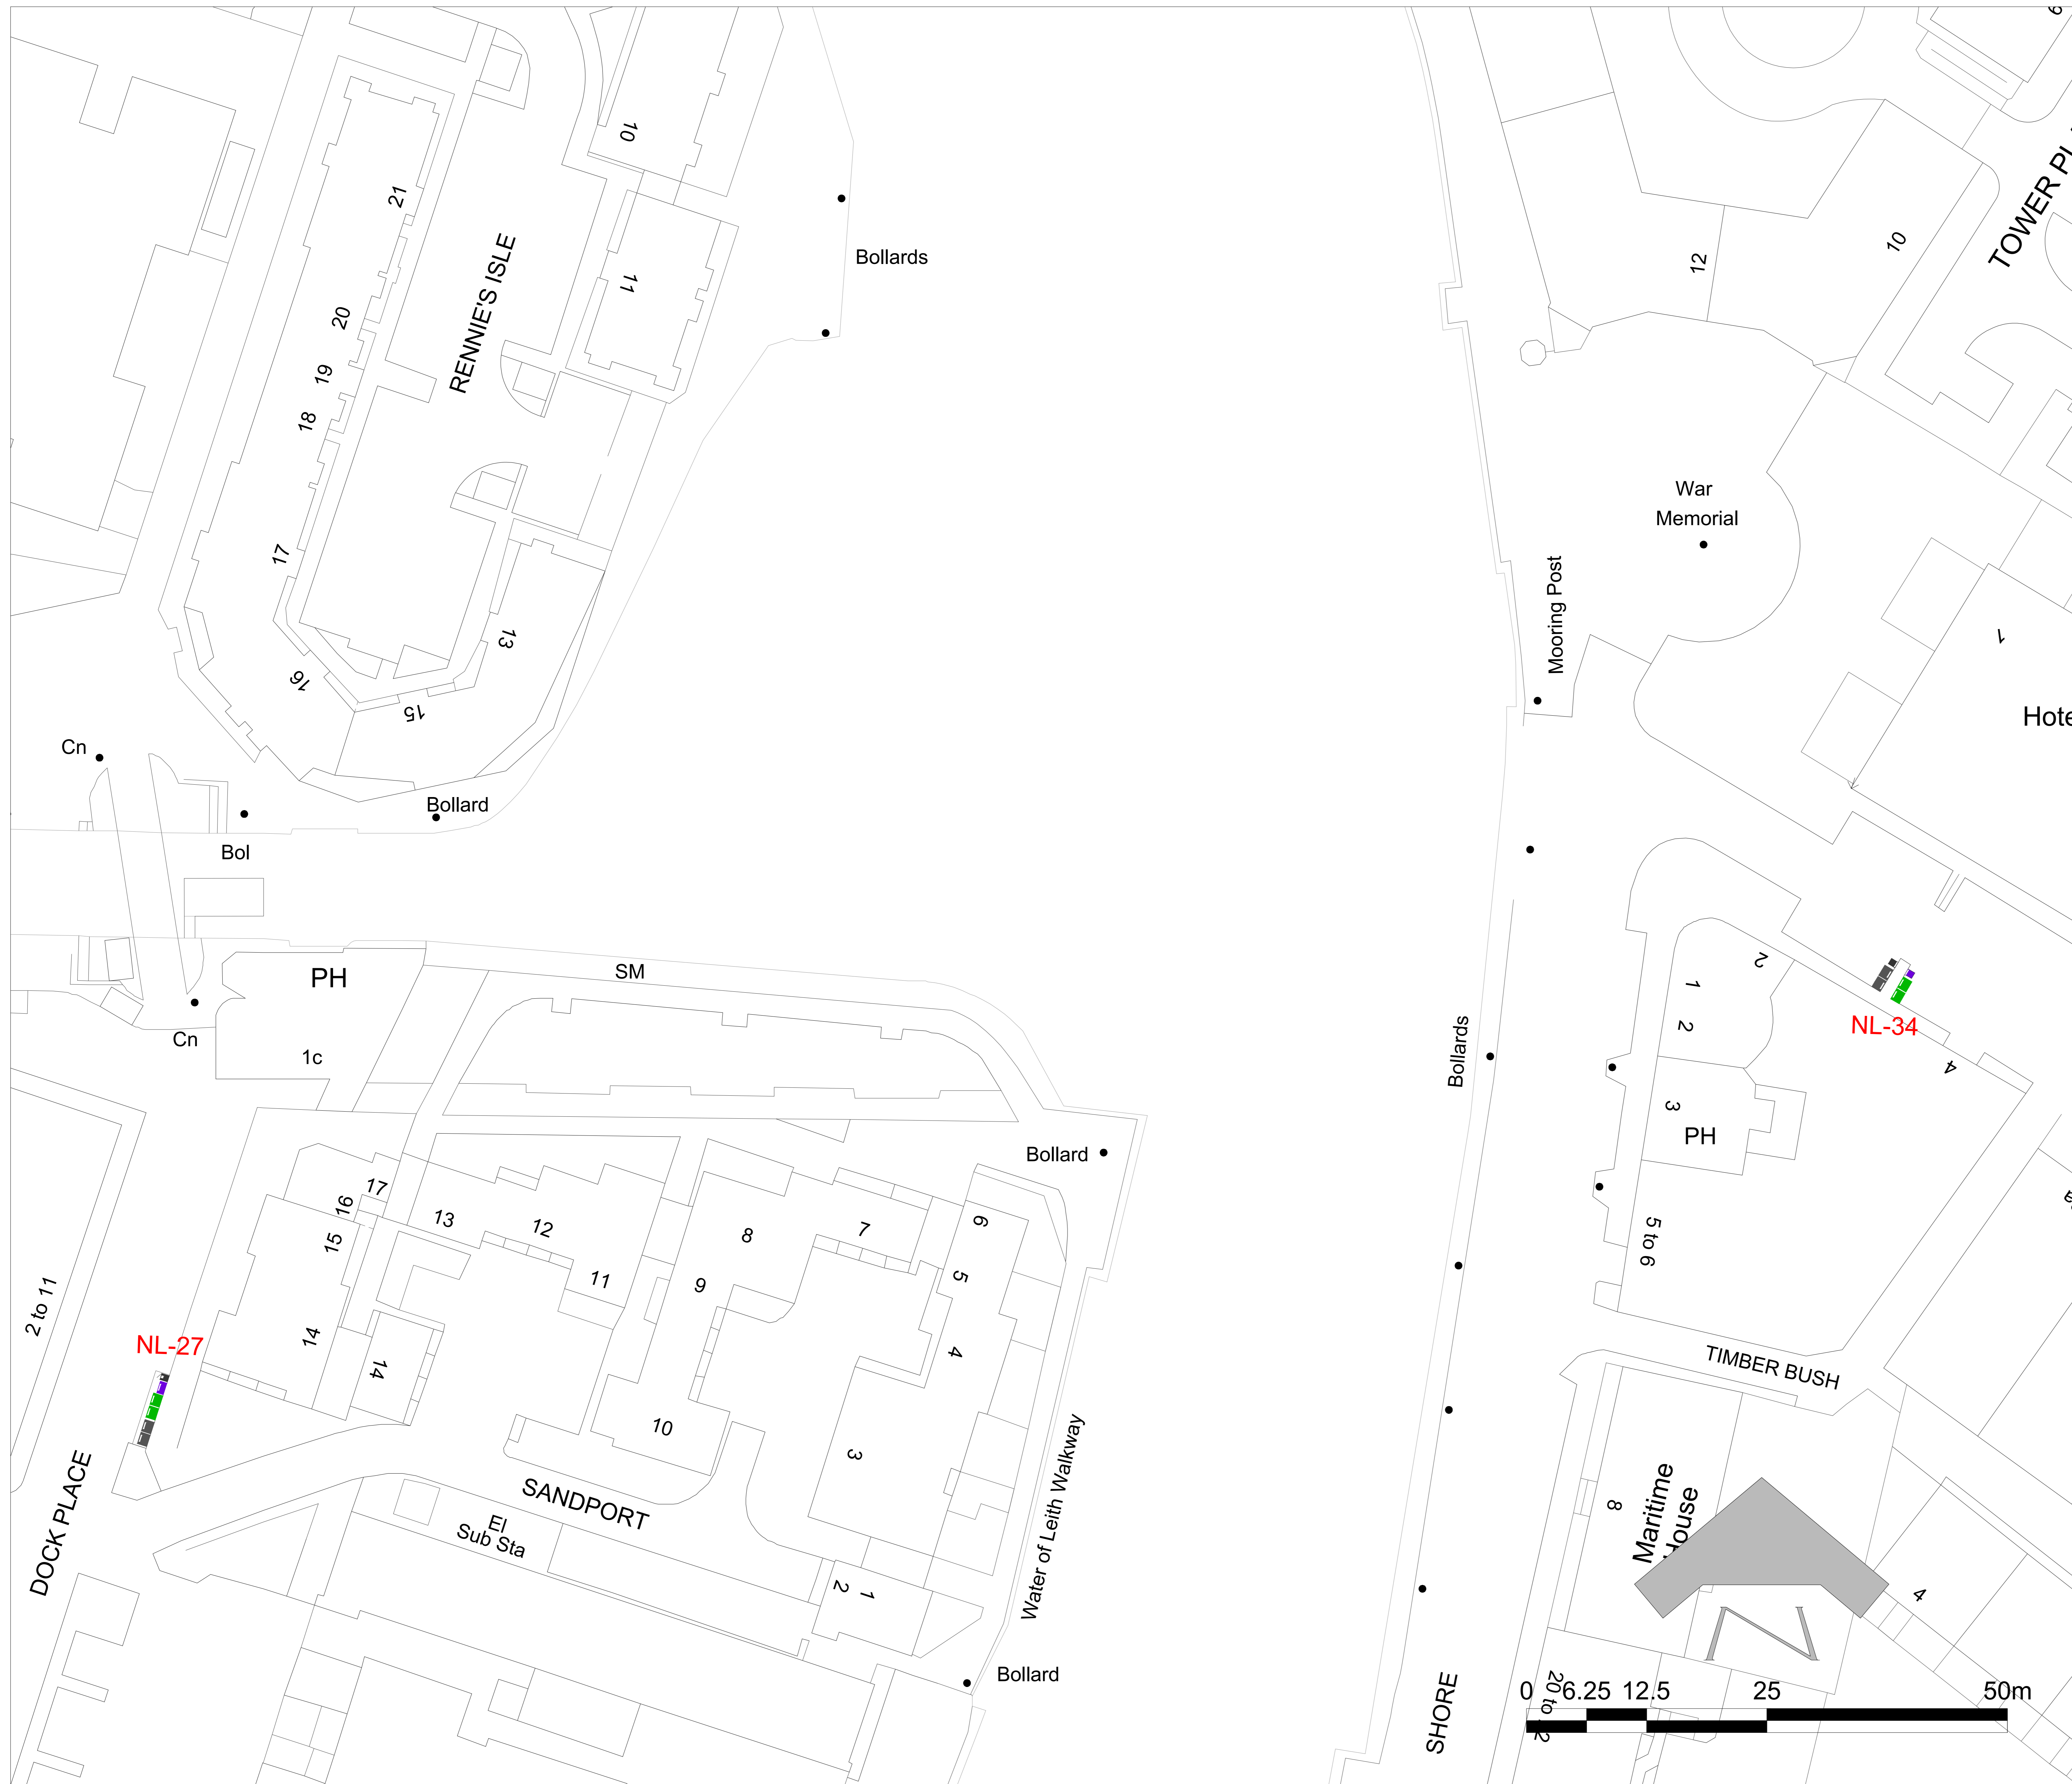 10
21
RENNIE'S ISLE
11
Bollards
20
19
18
17
13
16
15
Cn
Bollard
Bol
TOWER
10
12
War
Memorial
Mooring Post
1
PH
SM
Cn
1c
Bollards
2
1
2
NL-34
4
3
PH
5 to 6
TIMBER BUSH
Bollard
17
16
15
13
12
11
14
14
8
7
9
6
5
4
10
3
2 to 11
NL-27
DOCK PLACE
SANDPORT
El
Sub Sta
2
1
Water of Leith Walkway
Bollard
8
Maritime
House
4
SHORE
0 6.25 12.5 25 50m
N